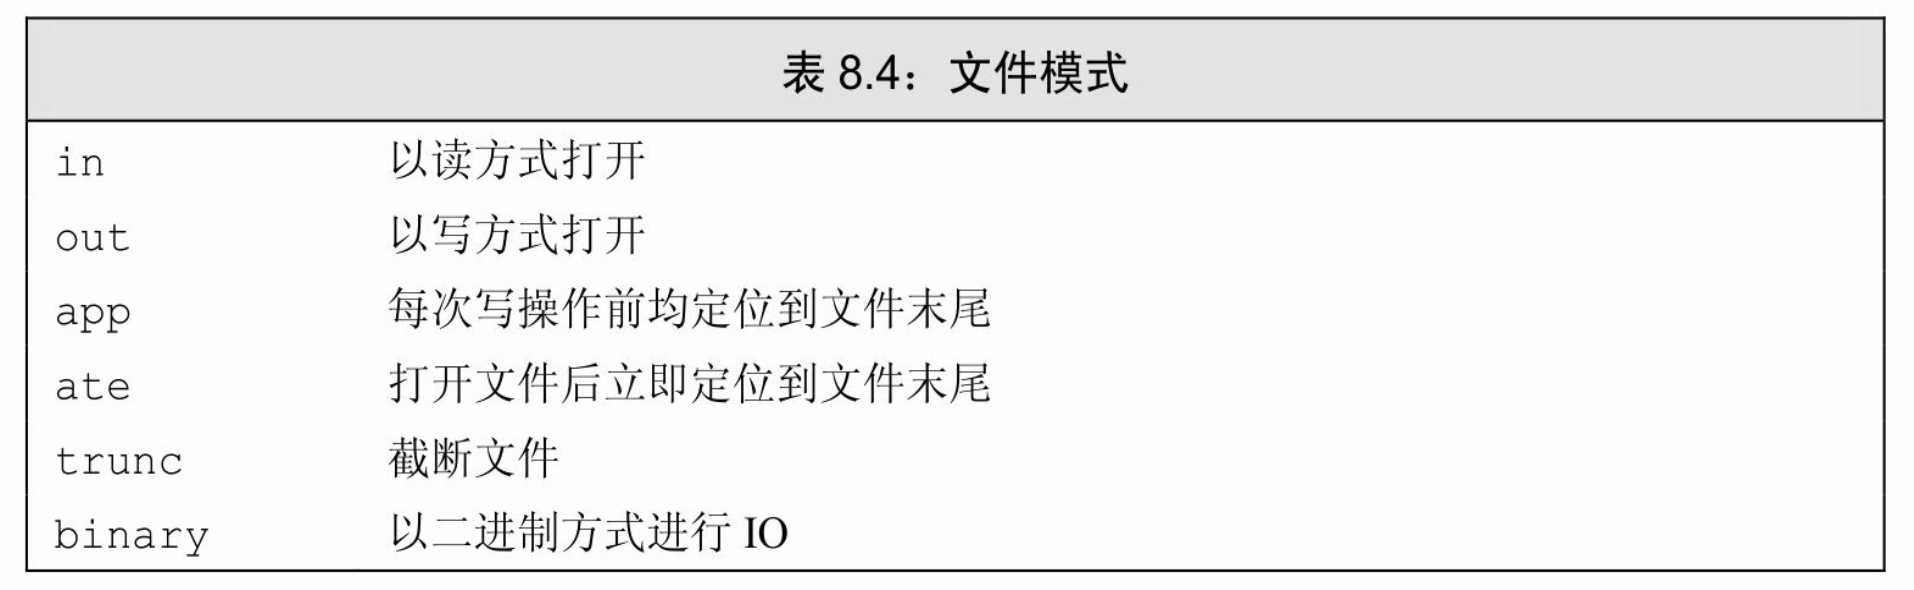 表 8.4：文件模式
in 以读方式打开
out 以写方式打开
app 每次写操作前均定位到文件末尾
ate 打开文件后立即定位到文件末尾
trunc 截断文件
binary 以二进制方式进行 IO